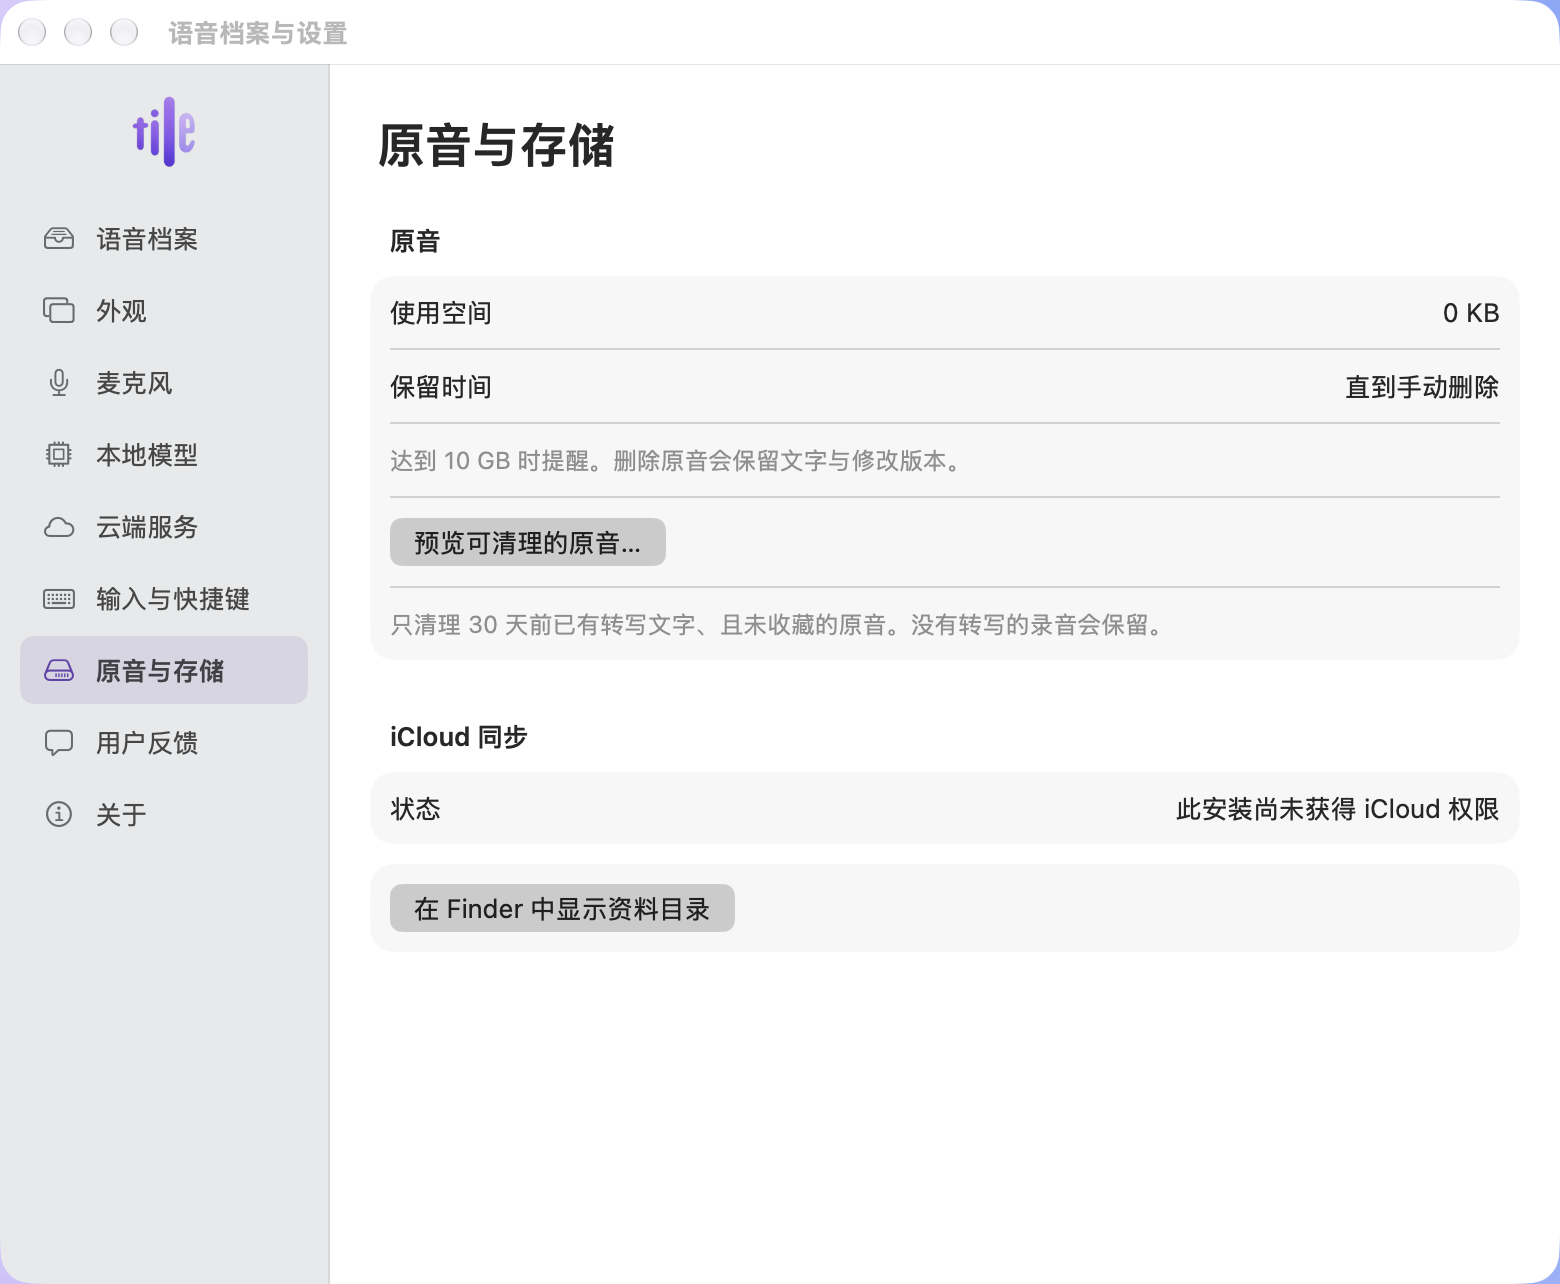 语音档案与设置
tile
语音档案
外观
麦克风
本地模型
云端服务
输入与快捷键
原音与存储
用户反馈
关于
原音与存储
原音
使用空间 0 KB
保留时间 直到手动删除
达到 10 GB 时提醒。删除原音会保留文字与修改版本。
预览可清理的原音...
只清理 30 天前已有转写文字、且未收藏的原音。没有转写的录音会保留。
iCloud 同步
状态 此安装尚未获得 iCloud 权限
在 Finder 中显示资料目录